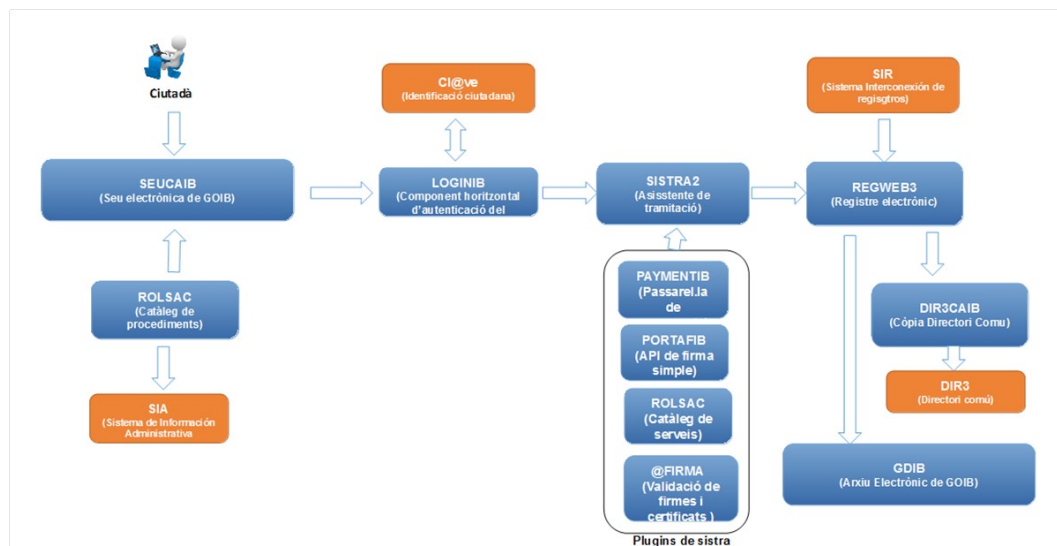 Ciutadà
Cl@ve
(Identificació ciutadana)
SIR
(Sistema Interconexión de
regisgtros)
SEUCAIB
(Seu electrónica de GOIB)
LOGINIB
(Component horitzontal
d'autenticació del
SISTRA2
(Asisstente de
tramitació)
REGWEB3
(Registre electrónic)
ROLSAC
(Catàleg de
procediments)
SIA
(Sistema de Información
Administrativa
PAYMENTIB
(Passarel.la
de
PORTAFIB
(API de firma
simple)
ROLSAC
(Catàleg de
serveis)
@FIRMA
(Validació de
firmes i
certificats )
Plugins de sistra
DIR3CAIB
(Còpia Directori Comu)
DIR3
(Directori comú)
GDIB
(Arxiu Electrónic de GOIB)